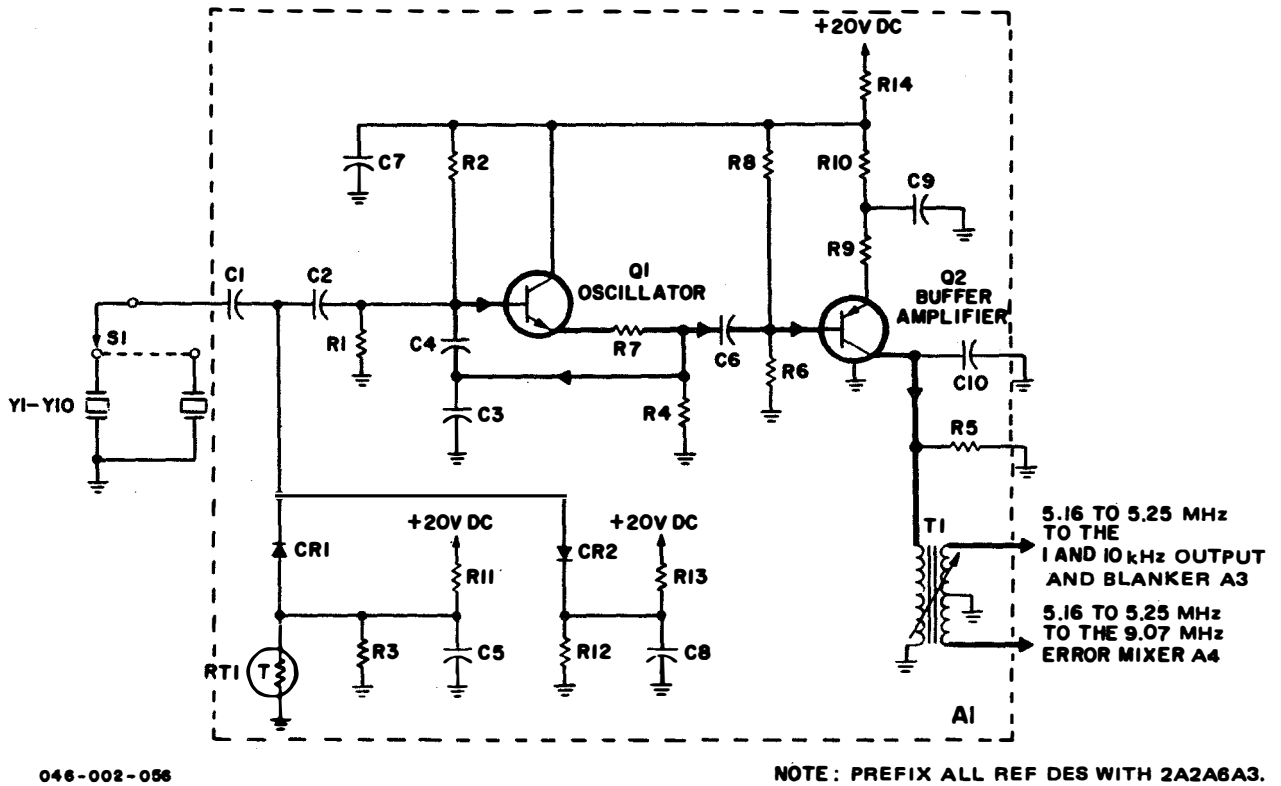 +20V DC
R14
C7
R2
R8
R10
C9
R9
C1
C2
Q1
OSCILLATOR
Q2
BUFFER
AMPLIFIER
S1
R1
C4
R7
C6
R6
C10
Y1-Y10
C3
R4
R5
+20V DC
+20V DC
T1
5.16 TO 5.25 MHz
TO THE
1 AND 10 kHz OUTPUT
AND BLANKER A3
CR1
R11
CR2
R13
5.16 TO 5.25 MHz
TO THE 9.07 MHz
ERROR MIXER A4
RT1
T
R3
C5
R12
C8
A1
046-002-056
NOTE: PREFIX ALL REF DES WITH 2A2A6A3.